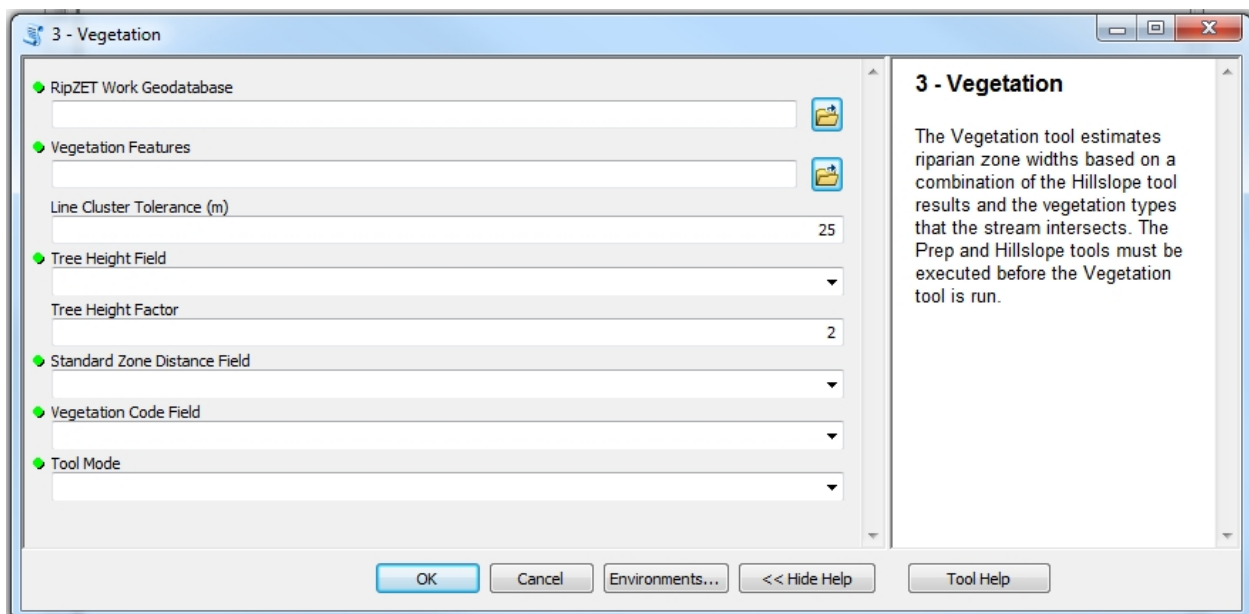 3 - Vegetation
RipZET Work Geodatabase
Vegetation Features
Line Cluster Tolerance (m)
25
Tree Height Field
Tree Height Factor
2
Standard Zone Distance Field
Vegetation Code Field
Tool Mode
OK
Cancel
Environments...
<< Hide Help
3 - Vegetation
The Vegetation tool estimates
riparian zone widths based on a
combination of the Hillslope tool
results and the vegetation types
that the stream intersects. The
Prep and Hillslope tools must be
executed before the Vegetation
tool is run.
Tool Help